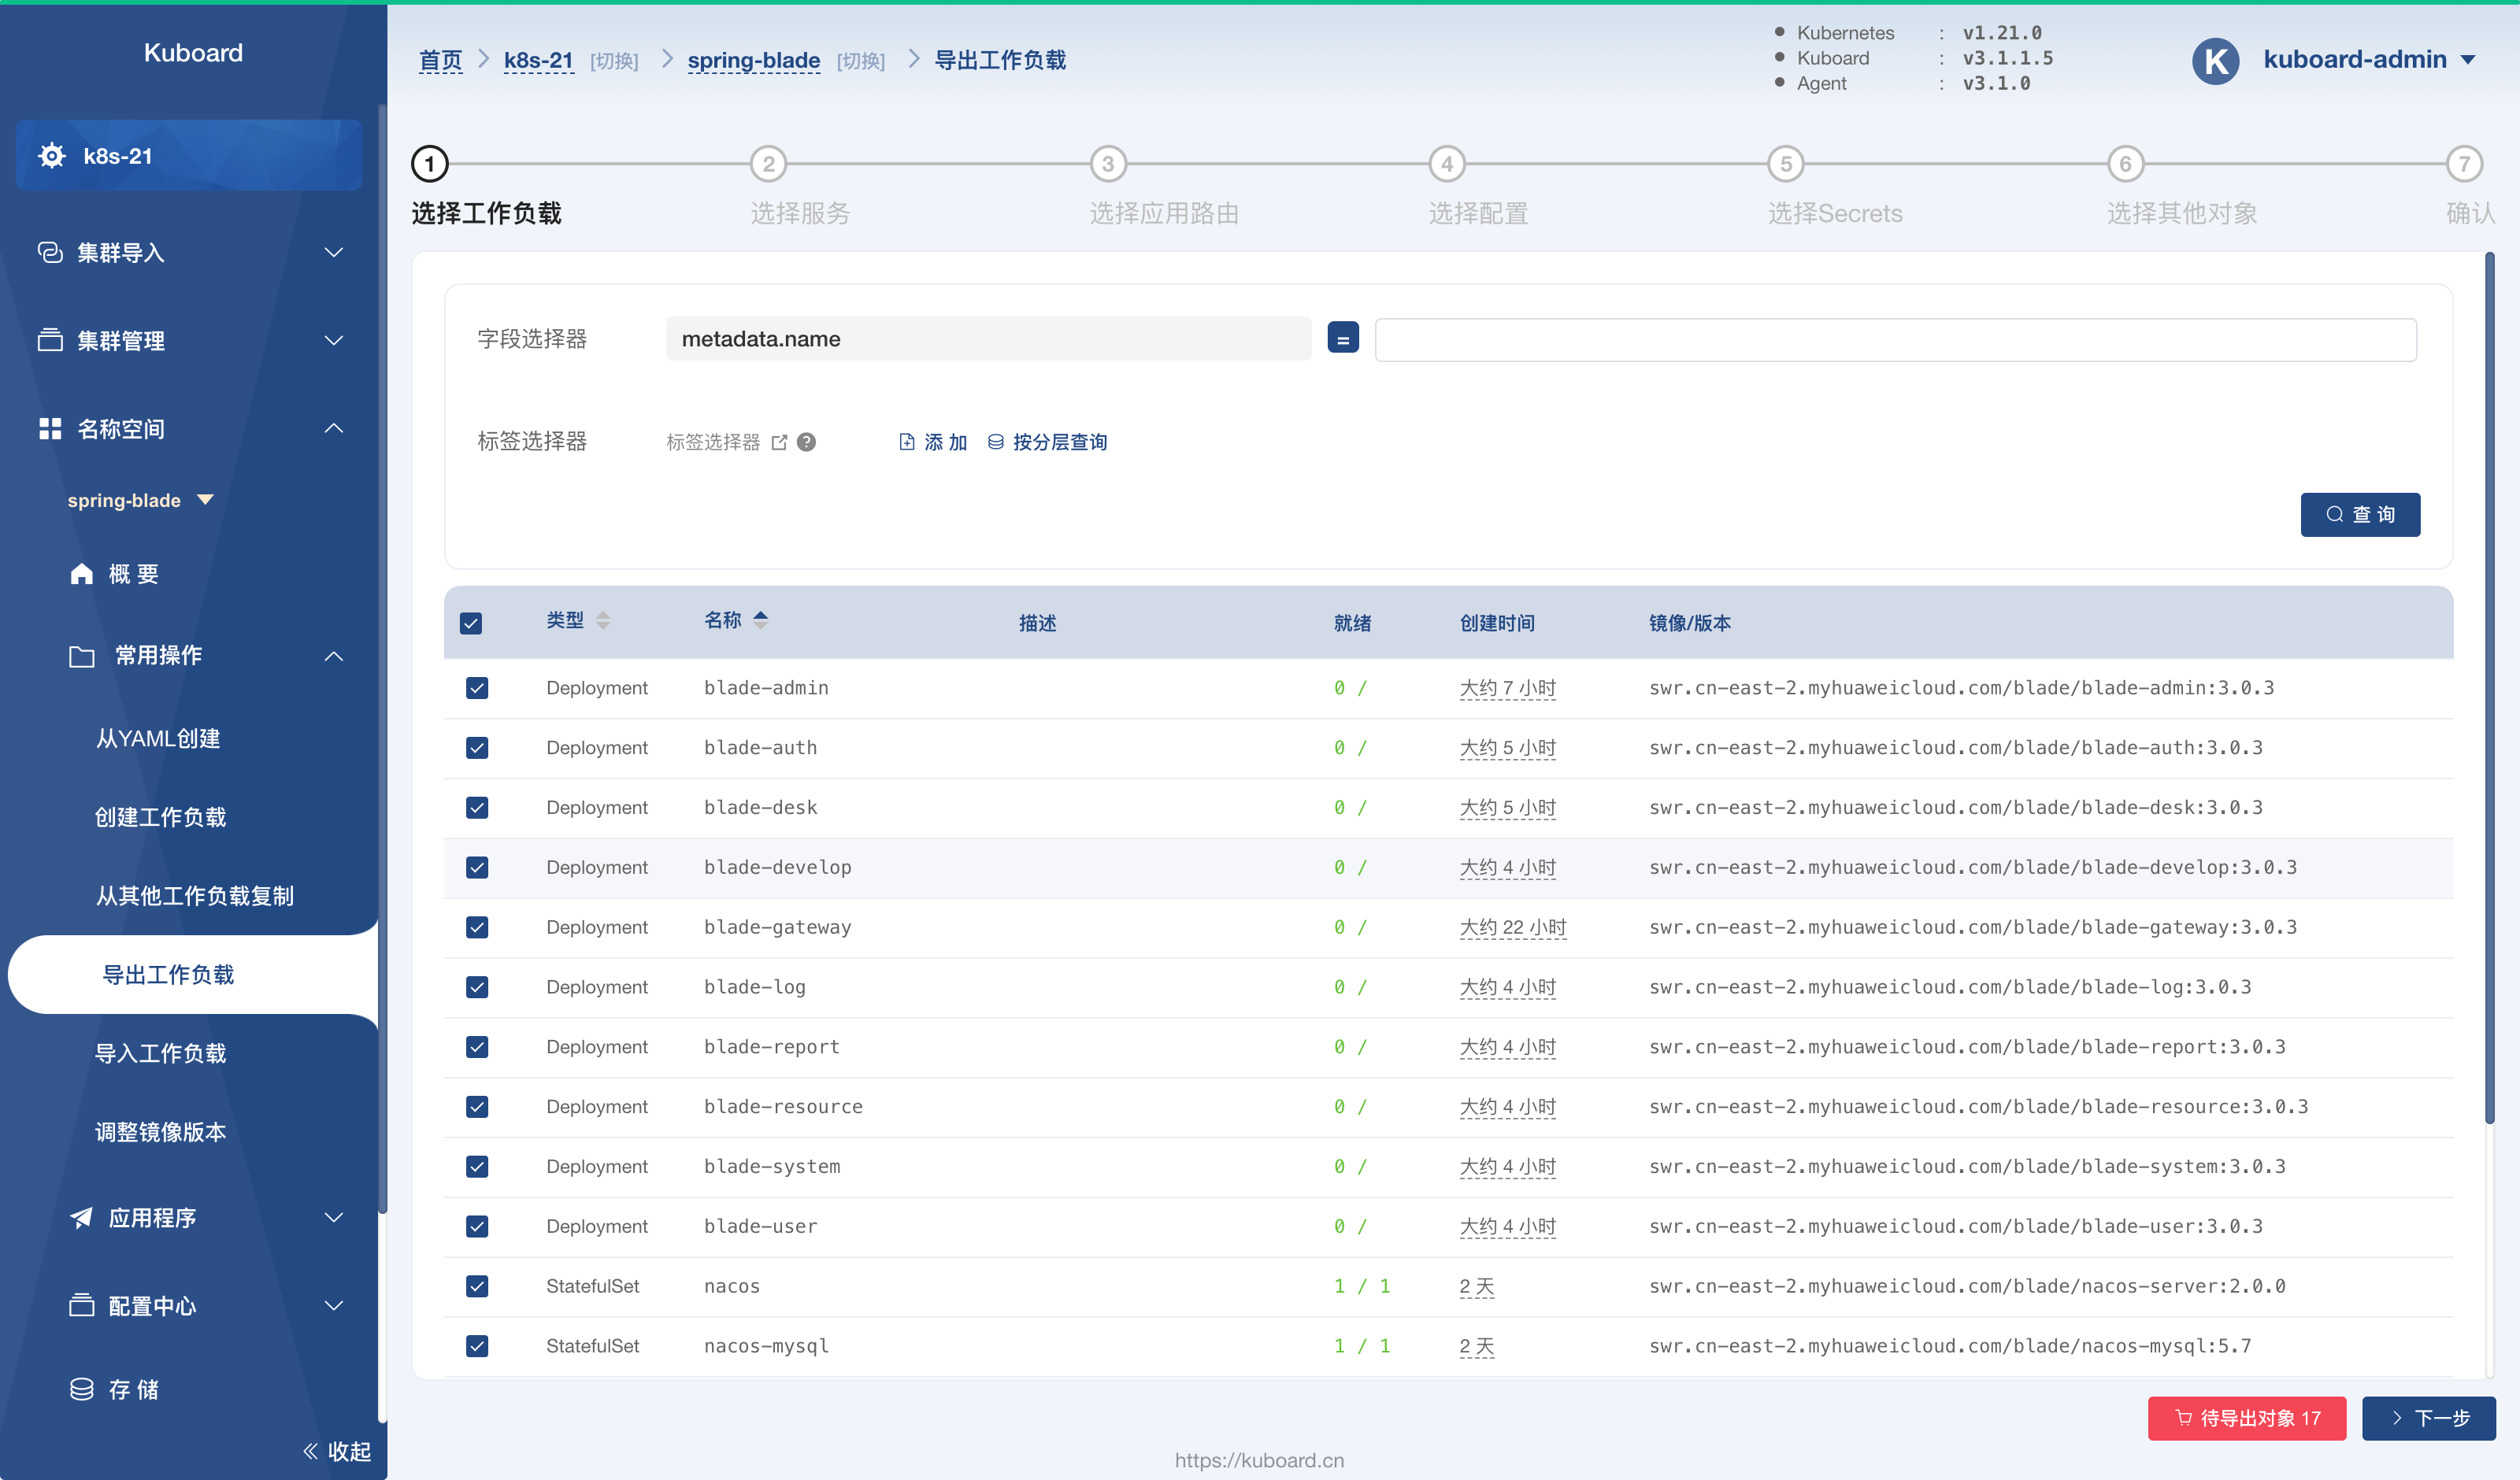 Kuboard
k8s-21
集群导入
集群管理
名称空间
spring-blade
概 要
常用操作
从YAML创建
创建工作负载
从其他工作负载复制
导出工作负载
导入工作负载
调整镜像版本
应用程序
配置中心
存 储
收起
首页 k8s-21 [切换] spring-blade [切换] 导出工作负载
Kubernetes : v1.21.0
Kuboard : v3.1.1.5
Agent : v3.1.0
K kuboard-admin
1 2 3 4 5 6 7
选择工作负载 选择服务 选择应用路由 选择配置 选择Secrets 选择其他对象 确认
字段选择器 metadata.name =
标签选择器 标签选择器 ? 添 加 按分层查询
查 询
类型 名称 描述 就绪 创建时间 镜像/版本
Deployment blade-admin 0 / 大约 7 小时 swr.cn-east-2.myhuaweicloud.com/blade/blade-admin:3.0.3
Deployment blade-auth 0 / 大约 5 小时 swr.cn-east-2.myhuaweicloud.com/blade/blade-auth:3.0.3
Deployment blade-desk 0 / 大约 5 小时 swr.cn-east-2.myhuaweicloud.com/blade/blade-desk:3.0.3
Deployment blade-develop 0 / 大约 4 小时 swr.cn-east-2.myhuaweicloud.com/blade/blade-develop:3.0.3
Deployment blade-gateway 0 / 大约 22 小时 swr.cn-east-2.myhuaweicloud.com/blade/blade-gateway:3.0.3
Deployment blade-log 0 / 大约 4 小时 swr.cn-east-2.myhuaweicloud.com/blade/blade-log:3.0.3
Deployment blade-report 0 / 大约 4 小时 swr.cn-east-2.myhuaweicloud.com/blade/blade-report:3.0.3
Deployment blade-resource 0 / 大约 4 小时 swr.cn-east-2.myhuaweicloud.com/blade/blade-resource:3.0.3
Deployment blade-system 0 / 大约 4 小时 swr.cn-east-2.myhuaweicloud.com/blade/blade-system:3.0.3
Deployment blade-user 0 / 大约 4 小时 swr.cn-east-2.myhuaweicloud.com/blade/blade-user:3.0.3
StatefulSet nacos 1 / 1 2 天 swr.cn-east-2.myhuaweicloud.com/blade/nacos-server:2.0.0
StatefulSet nacos-mysql 1 / 1 2 天 swr.cn-east-2.myhuaweicloud.com/blade/nacos-mysql:5.7
待导出对象 17 下一步
https://kuboard.cn